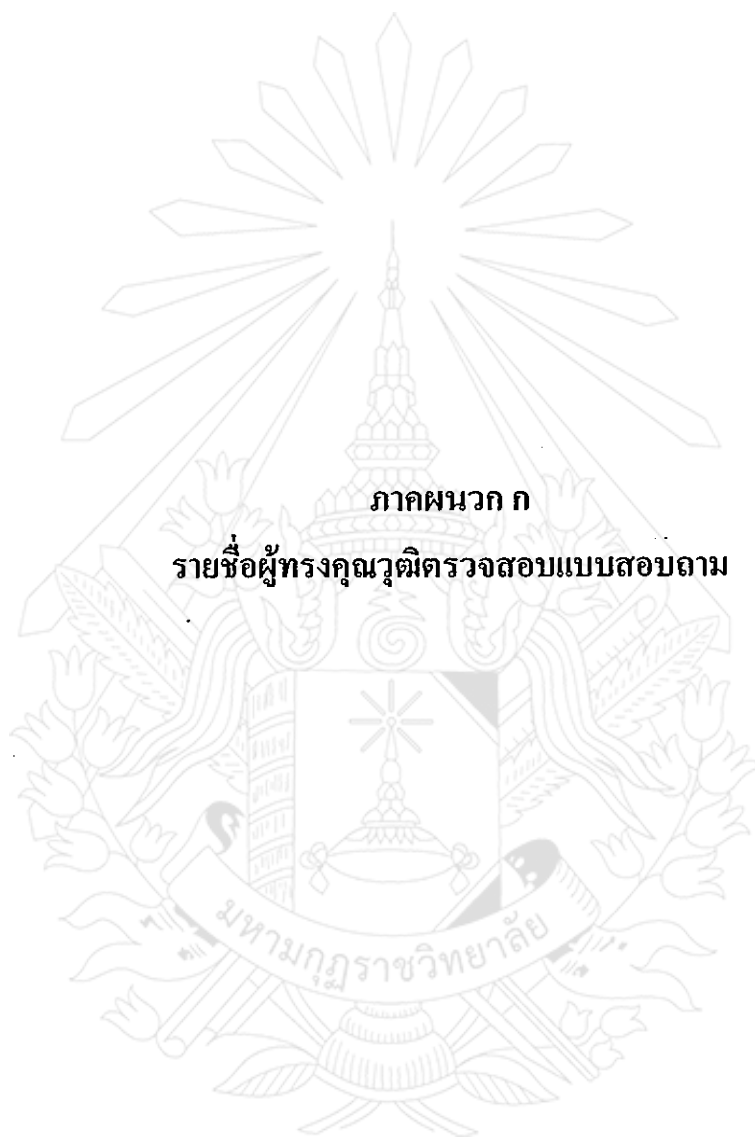 ภาคผนวก ก
รายชื่อผู้ทรงคุณวุฒิตรวจสอบแบบสอบถาม
มหามกุฏราชวิทยาลัย